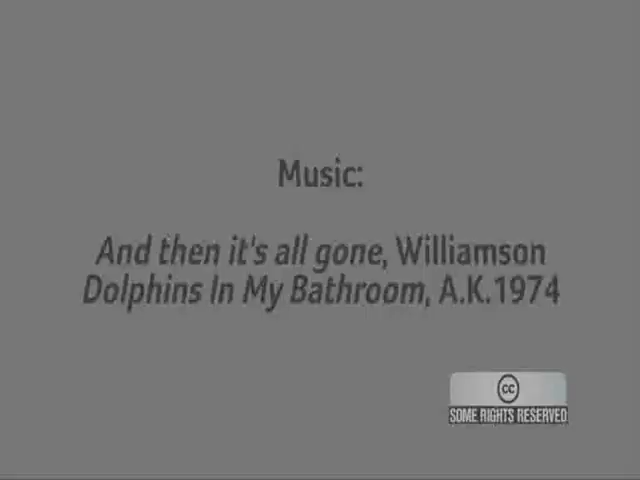 Music:
And then it's all gone, Williamson
Dolphins In My Bathroom, A.K.1974
cc
SOME RIGHTS RESERVED